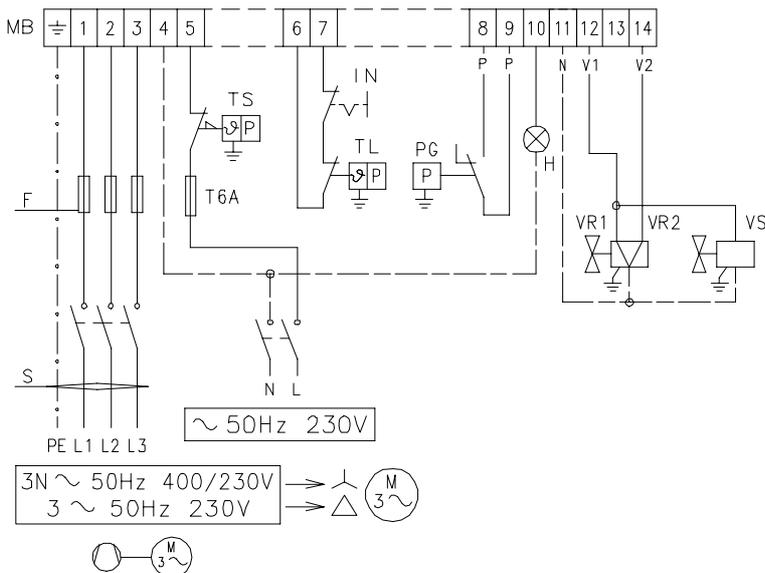 MB 1 2 3 4 5 6 7 8 9 10 11 12 13 14
P P N V1 V2
IN
TS
ϑ P
TL
ϑ P
PG
P
H
F
T6A
VR1 VR2 VS
S
N L
~ 50Hz 230V
PE L1 L2 L3
3N ~ 50Hz 400/230V
3 ~ 50Hz 230V
M
3~
M
3~